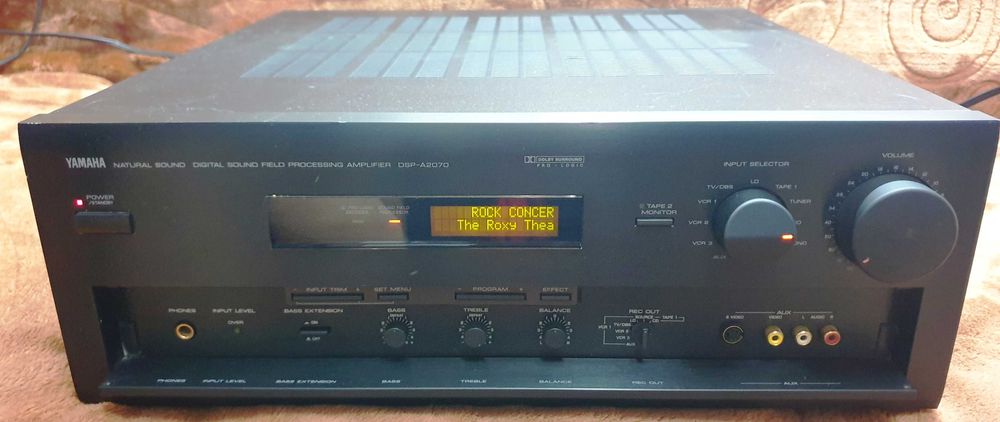 YAMAHA NATURAL SOUND DIGITAL SOUND FIELD PROCESSING AMPLIFIER DSP-A2070
DOLBY SURROUND
PRO · LOGIC
INPUT SELECTOR
VOLUME
POWER
/STANDBY
ROCK CONCER
The Roxy Thea
TAPE 2
MONITOR
LD
TV/DBS
TAPE 1
VCR 1
TUNER
VCR 2
VCR 3
- INPUT TRIM +
SET MENU
- PROGRAM +
EFFECT
PHONES
INPUT LEVEL
OVER
BASS EXTENSION
ON
OFF
BASS
TREBLE
BALANCE
REC OUT
SOURCE
TAPE 1
LD
TV/DBS
VCR 1
VCR 2
VCR 3
AUX
AUX
S VIDEO
VIDEO
L AUDIO R
PHONES
INPUT LEVEL
BASS EXTENSION
BASS
TREBLE
BALANCE
REC OUT
AUX